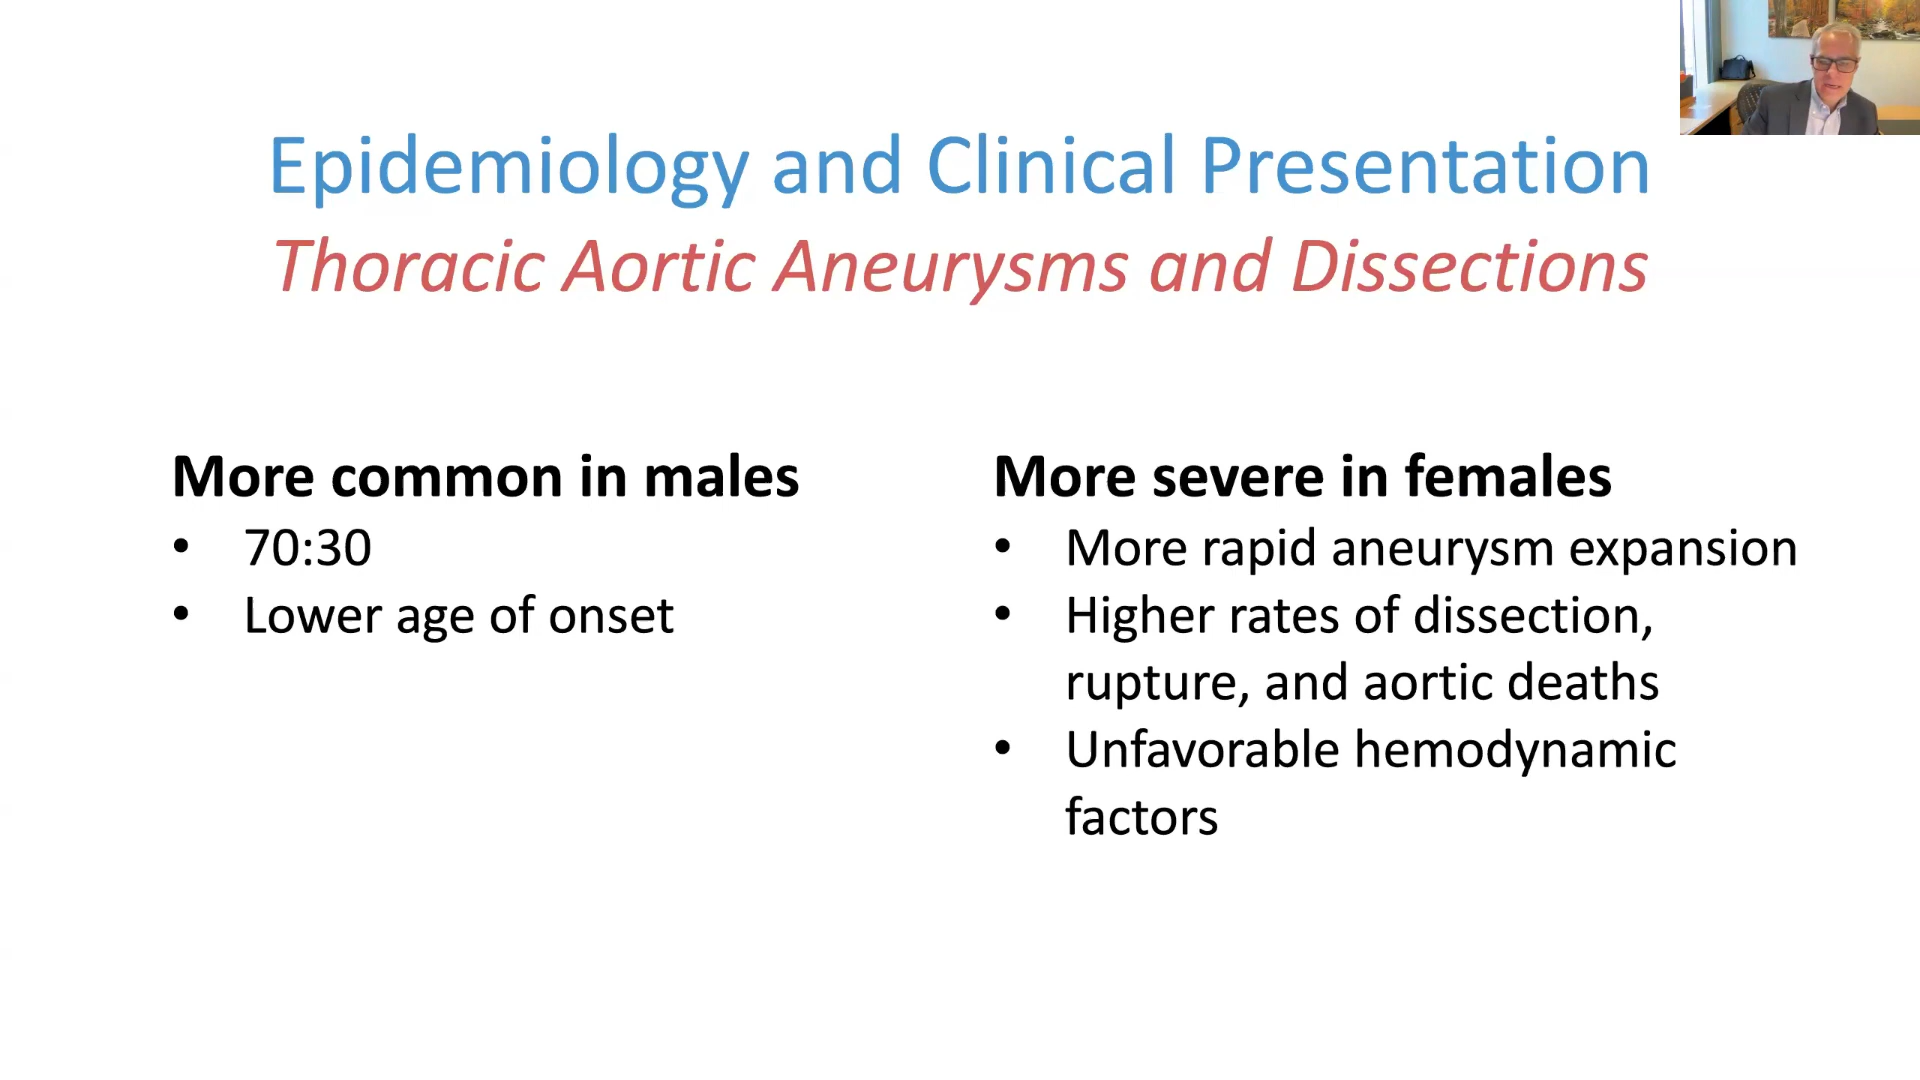 Epidemiology and Clinical Presentation
Thoracic Aortic Aneurysms and Dissections
More common in males
• 70:30
• Lower age of onset
More severe in females
• More rapid aneurysm expansion
• Higher rates of dissection,
rupture, and aortic deaths
• Unfavorable hemodynamic
factors